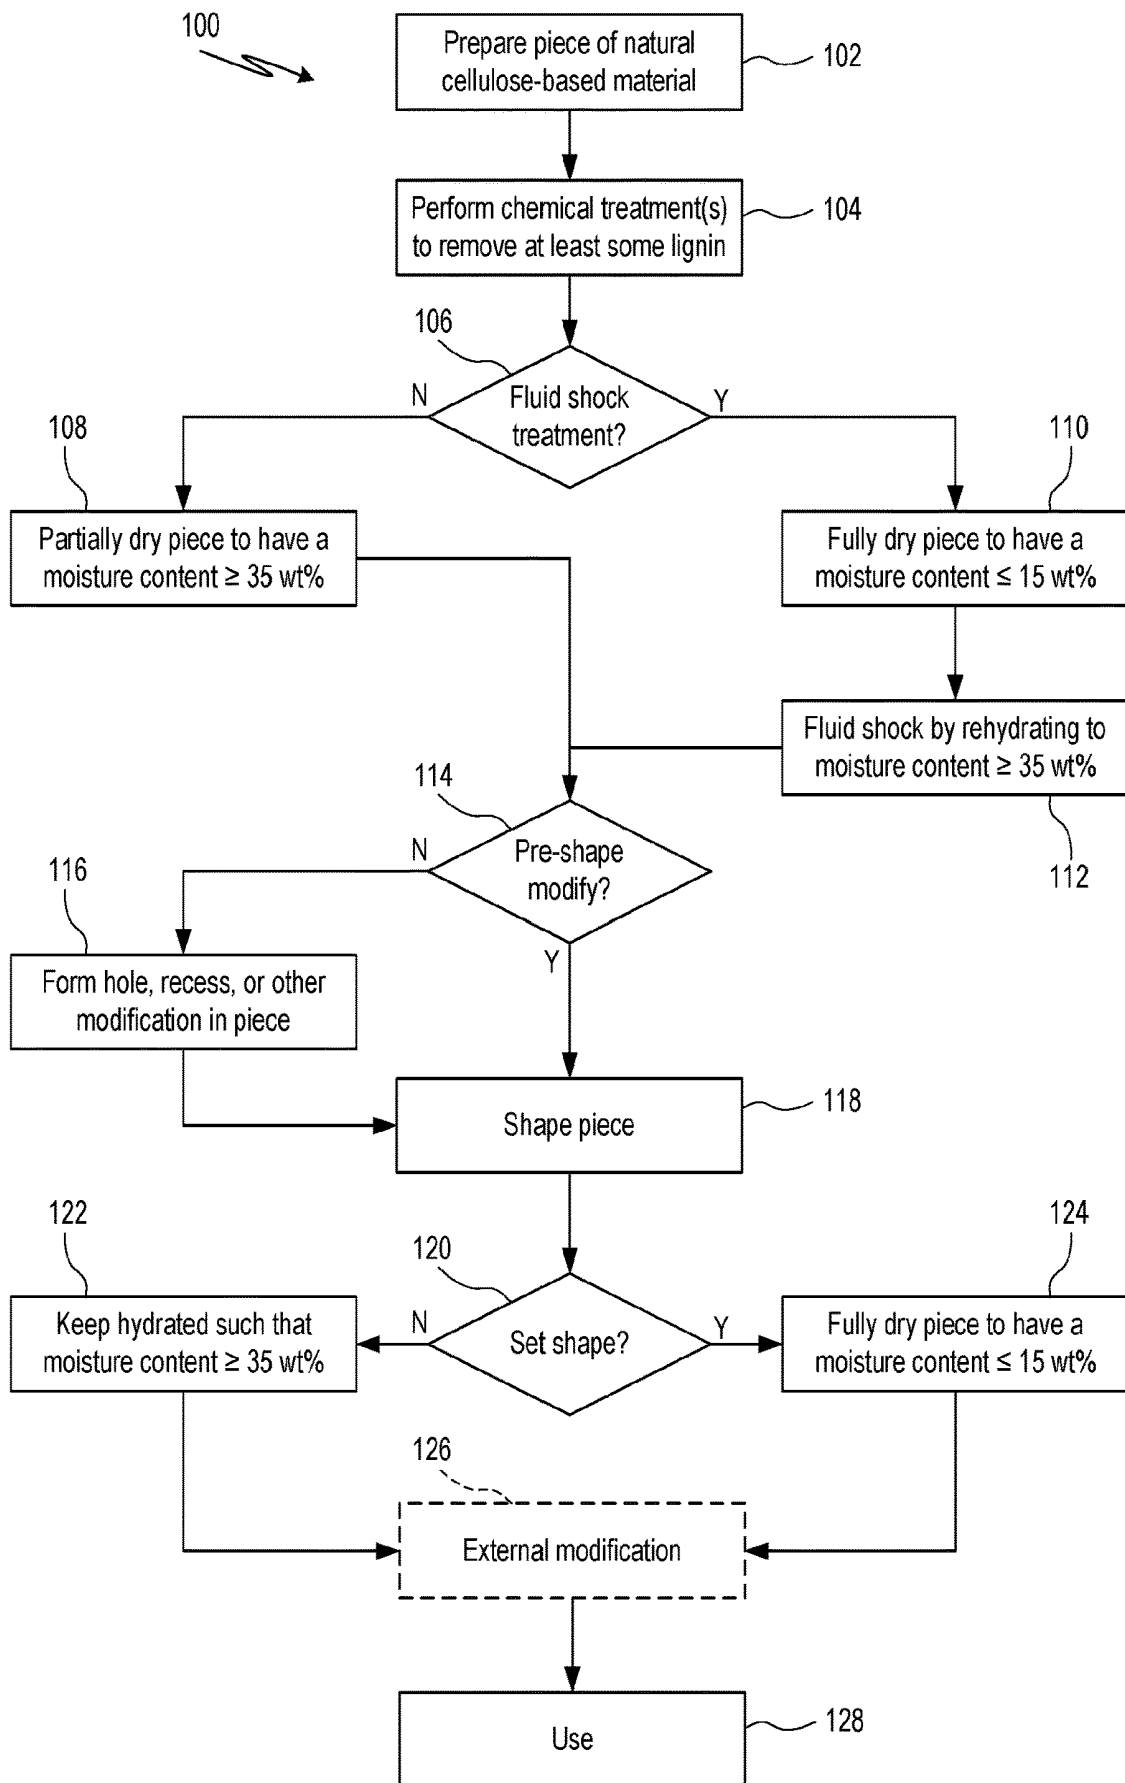 100
Prepare piece of natural
cellulose-based material
102
Perform chemical treatment(s)
to remove at least some lignin
104
106
Fluid shock
treatment?
N
Y
108
Partially dry piece to have a
moisture content ≥ 35 wt%
110
Fully dry piece to have a
moisture content ≤ 15 wt%
Fluid shock by rehydrating to
moisture content ≥ 35 wt%
112
114
Pre-shape
modify?
N
Y
116
Form hole, recess, or other
modification in piece
Shape piece
118
120
Set shape?
N
Y
122
Keep hydrated such that
moisture content ≥ 35 wt%
124
Fully dry piece to have a
moisture content ≤ 15 wt%
126
External modification
Use
128